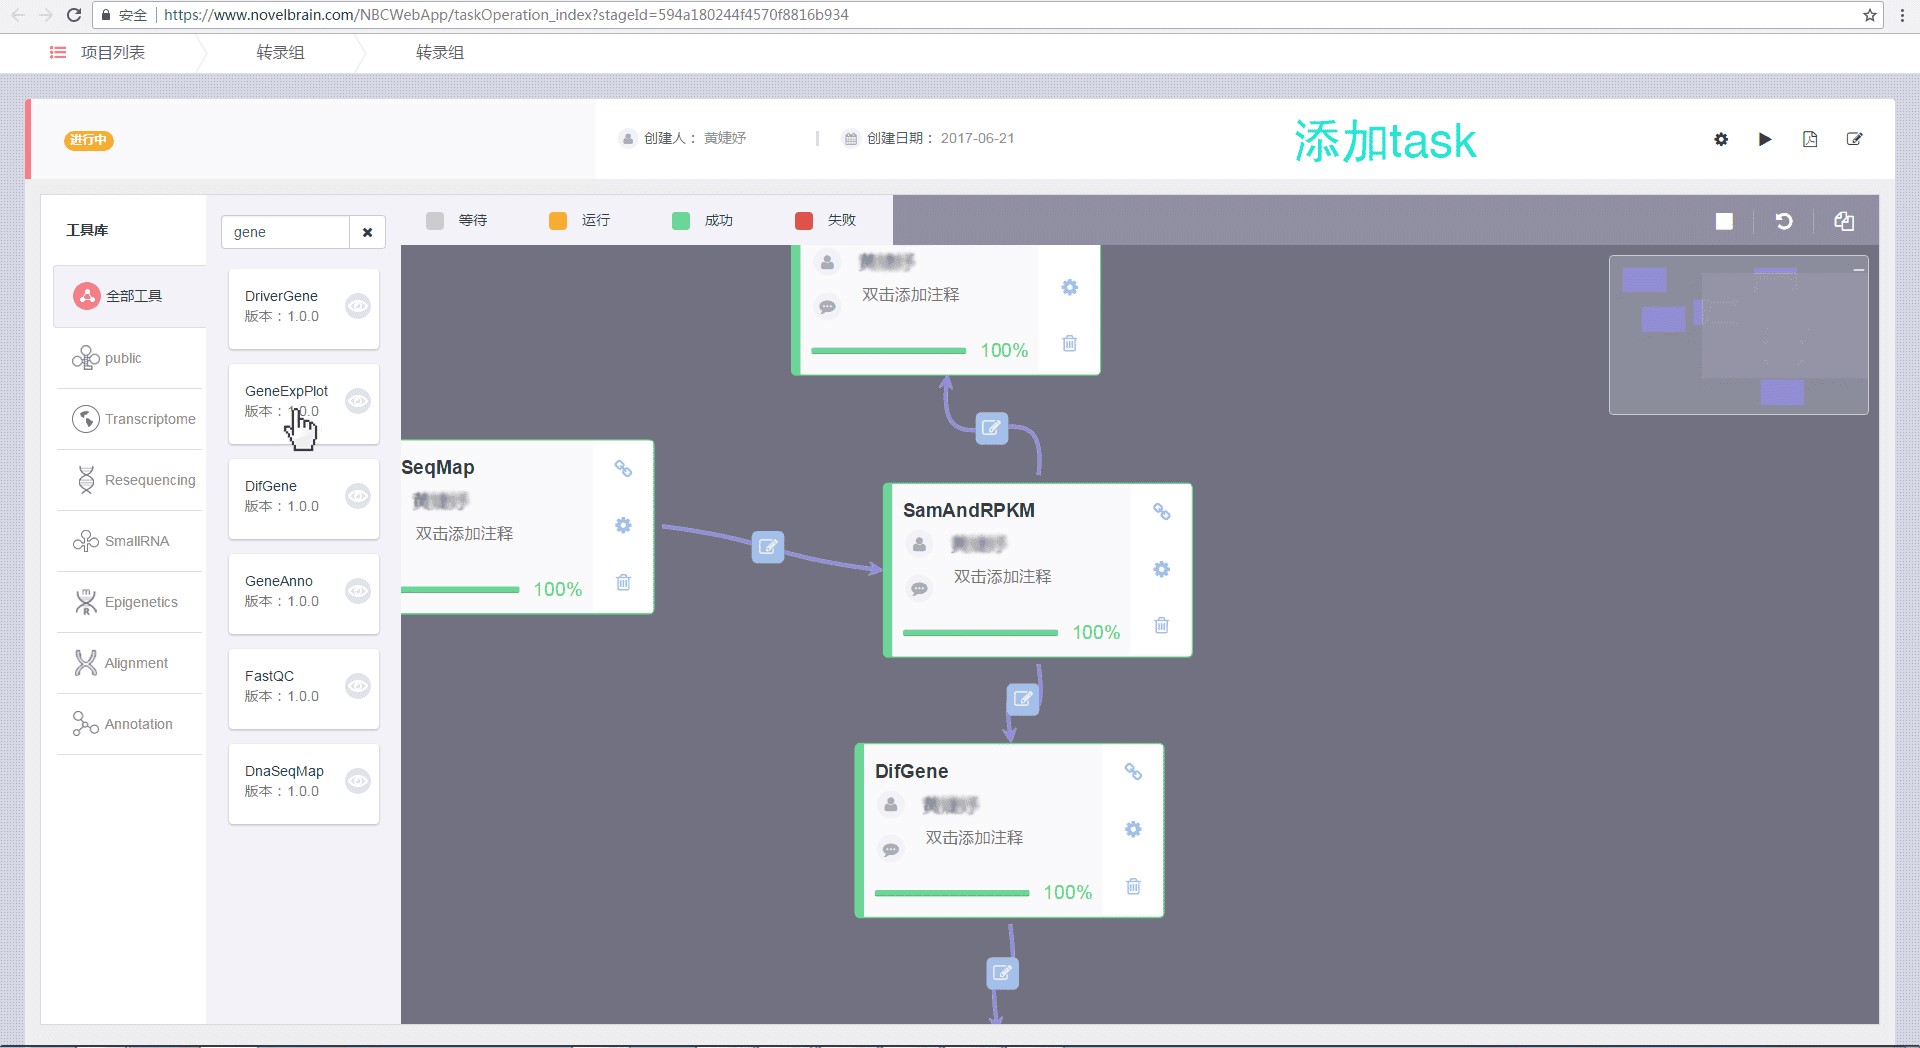 安全
https://www.novelbrain.com/NBCWebApp/taskOperation_index?stageId=594a180244f4570f8816b934
项目列表
转录组
转录组
进行中
创建人： 黄婕妤
创建日期： 2017-06-21
添加task
工具库
gene
等待
运行
成功
失败
全部工具
public
Transcriptome
Resequencing
SmallRNA
Epigenetics
Alignment
Annotation
DriverGene
版本：1.0.0
GeneExpPlot
版本：1.0.0
DifGene
版本：1.0.0
GeneAnno
版本：1.0.0
FastQC
版本：1.0.0
DnaSeqMap
版本：1.0.0
双击添加注释
100%
SeqMap
双击添加注释
100%
SamAndRPKM
双击添加注释
100%
DifGene
双击添加注释
100%